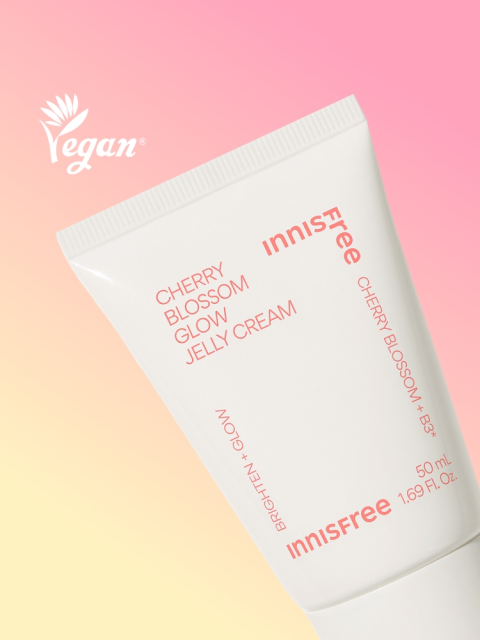 Vegan®
INNISFree
CHERRY
BLOSSOM
GLOW
JELLY CREAM
CHERRY BLOSSOM + B3*
BRIGHTEN + GLOW
50 mL
1.69 Fl. Oz.
INNISFree